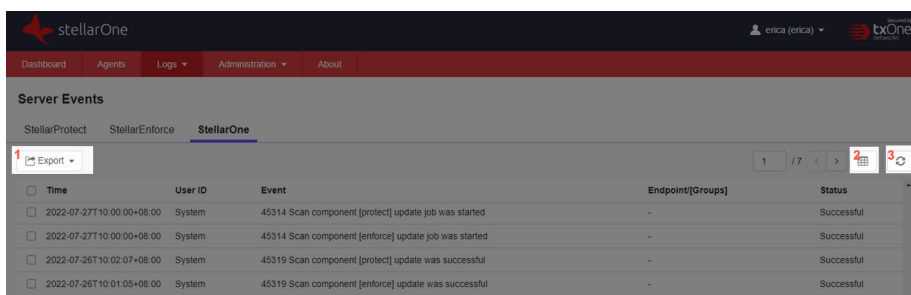 stellarOne
erica (erica)
Secured by
txOne
networks
Dashboard Agents Logs Administration About
Server Events
StellarProtect StellarEnforce StellarOne
1 Export 1 / 7 < > 2 3
Time User ID Event Endpoint/[Groups] Status
2022-07-27T10:00:00+08:00 System 45314 Scan component [protect] update job was started - Successful
2022-07-27T10:00:00+08:00 System 45314 Scan component [enforce] update job was started - Successful
2022-07-26T10:02:07+08:00 System 45319 Scan component [protect] update was successful - Successful
2022-07-26T10:01:05+08:00 System 45319 Scan component [enforce] update was successful - Successful